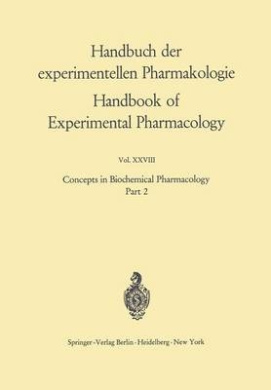 Handbuch der
experimentellen Pharmakologie
Handbook of
Experimental Pharmacology
Vol. XXVIII
Concepts in Biochemical Pharmacology
Part 2
Springer-Verlag Berlin · Heidelberg · New York